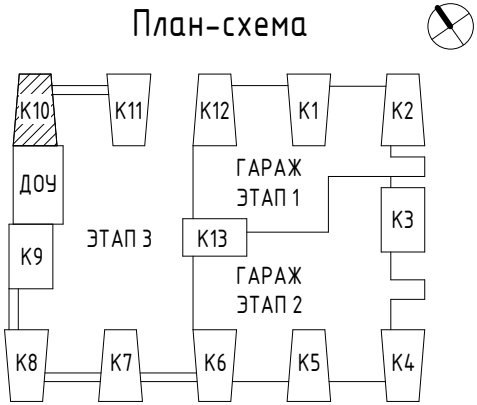 План-схема
К10
К11
К12
К1
К2
ГАРАЖ
ЭТАП 1
ДОУ
К3
К13
ЭТАП 3
К9
ГАРАЖ
ЭТАП 2
К8
К7
К6
К5
К4